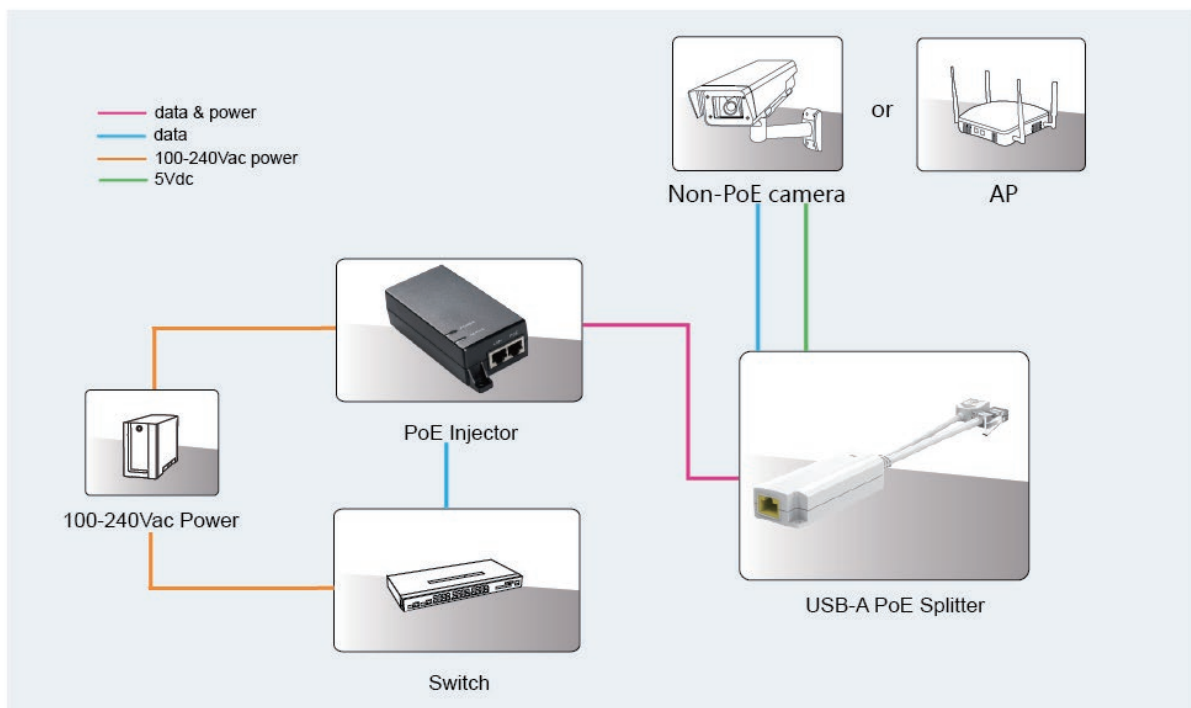 data & power
data
100-240Vac power
5Vdc
or
Non-PoE camera
AP
PoE Injector
100-240Vac Power
USB-A PoE Splitter
Switch